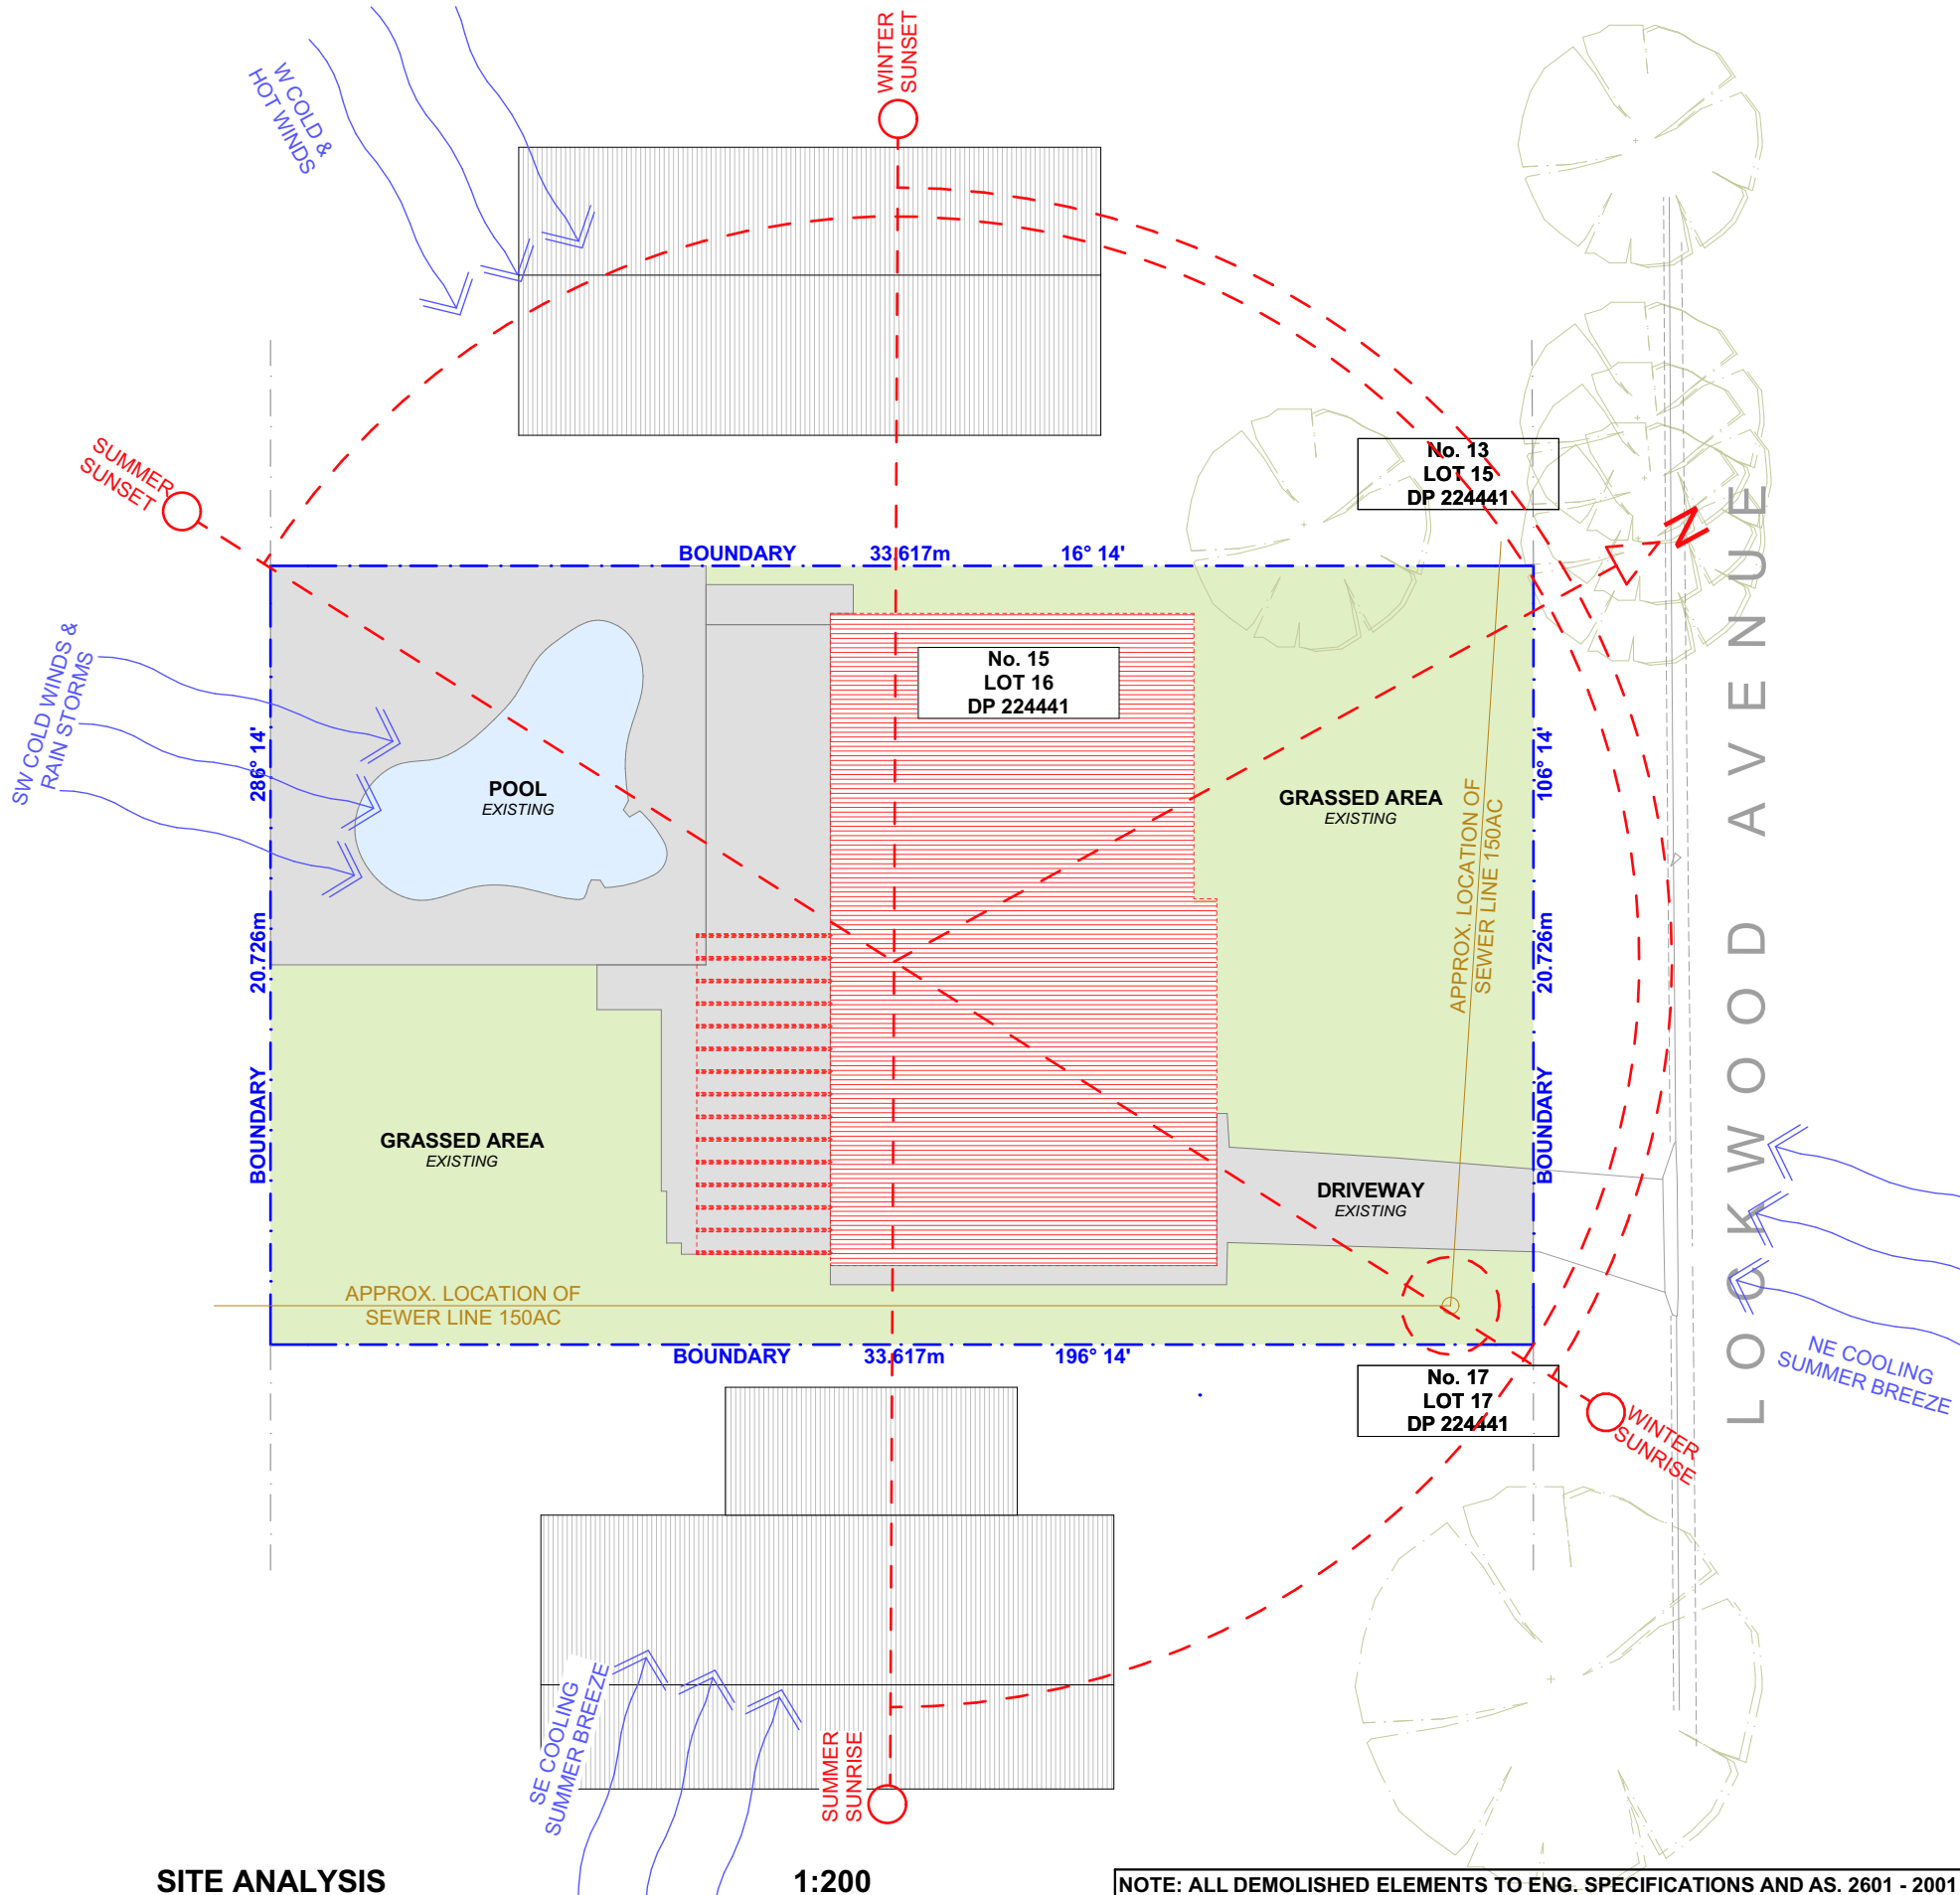 WINTER
SUNSET
W COLD &
HOT WINDS
SUMMER
SUNSET
No. 13
LOT 15
DP 224441
N
BOUNDARY 33.617m 16° 14'
No. 15
LOT 16
DP 224441
SW COLD WINDS &
RAIN STORMS
BOUNDARY 20.726m 286° 14'
POOL
EXISTING
GRASSED AREA
EXISTING
APPROX. LOCATION OF
SEWER LINE 150AC
BOUNDARY 20.726m 106° 14'
LOCKWOOD AVENUE
GRASSED AREA
EXISTING
DRIVEWAY
EXISTING
APPROX. LOCATION OF
SEWER LINE 150AC
BOUNDARY 33.617m 196° 14'
NE COOLING
SUMMER BREEZE
No. 17
LOT 17
DP 224441
WINTER
SUNRISE
SE COOLING
SUMMER BREEZE
SUMMER
SUNRISE
SITE ANALYSIS 1:200
NOTE: ALL DEMOLISHED ELEMENTS TO ENG. SPECIFICATIONS AND AS. 2601 - 2001